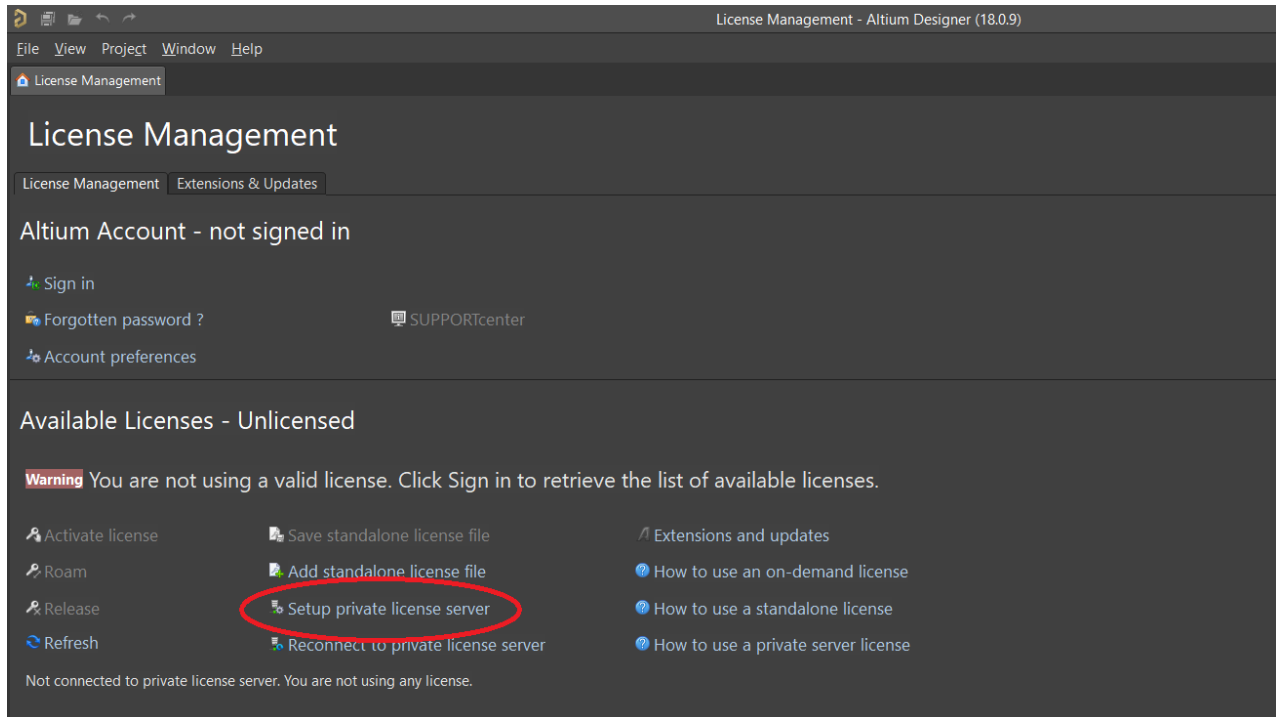 License Management - Altium Designer (18.0.9)
File View Project Window Help
License Management
License Management
License Management Extensions & Updates
Altium Account - not signed in
Sign in
Forgotten password ? SUPPORTcenter
Account preferences
Available Licenses - Unlicensed
Warning You are not using a valid license. Click Sign in to retrieve the list of available licenses.
Activate license Save standalone license file Extensions and updates
Roam Add standalone license file How to use an on-demand license
Release Setup private license server How to use a standalone license
Refresh Reconnect to private license server How to use a private server license
Not connected to private license server. You are not using any license.